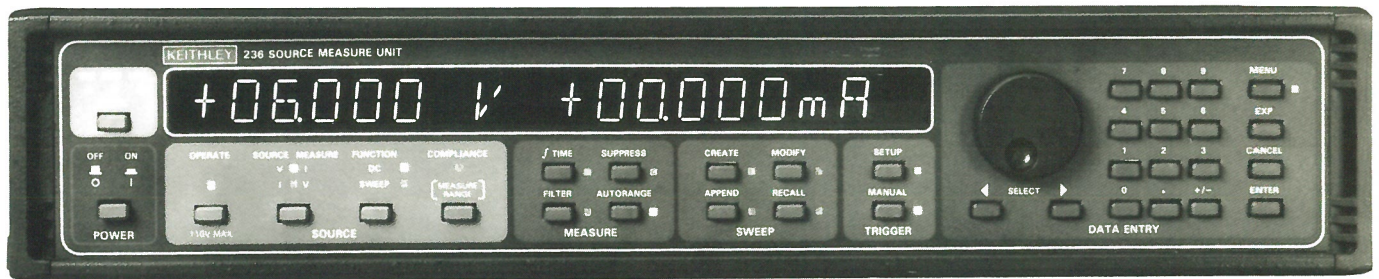 KEITHLEY 236 SOURCE MEASURE UNIT
+06.000 V +00.000mA
OFF ON
O I
POWER
OPERATE
110V MAX.
SOURCE MEASURE
V I
I V
FUNCTION
DC
SWEEP
COMPLIANCE
MEASURE
RANGE
SOURCE
∫ TIME SUPPRESS
FILTER AUTORANGE
MEASURE
CREATE MODIFY
APPEND RECALL
SWEEP
SETUP
MANUAL
TRIGGER
◀ SELECT ▶
7 8 9 MENU
4 5 6 EXP
1 2 3 CANCEL
0 . +/- ENTER
DATA ENTRY